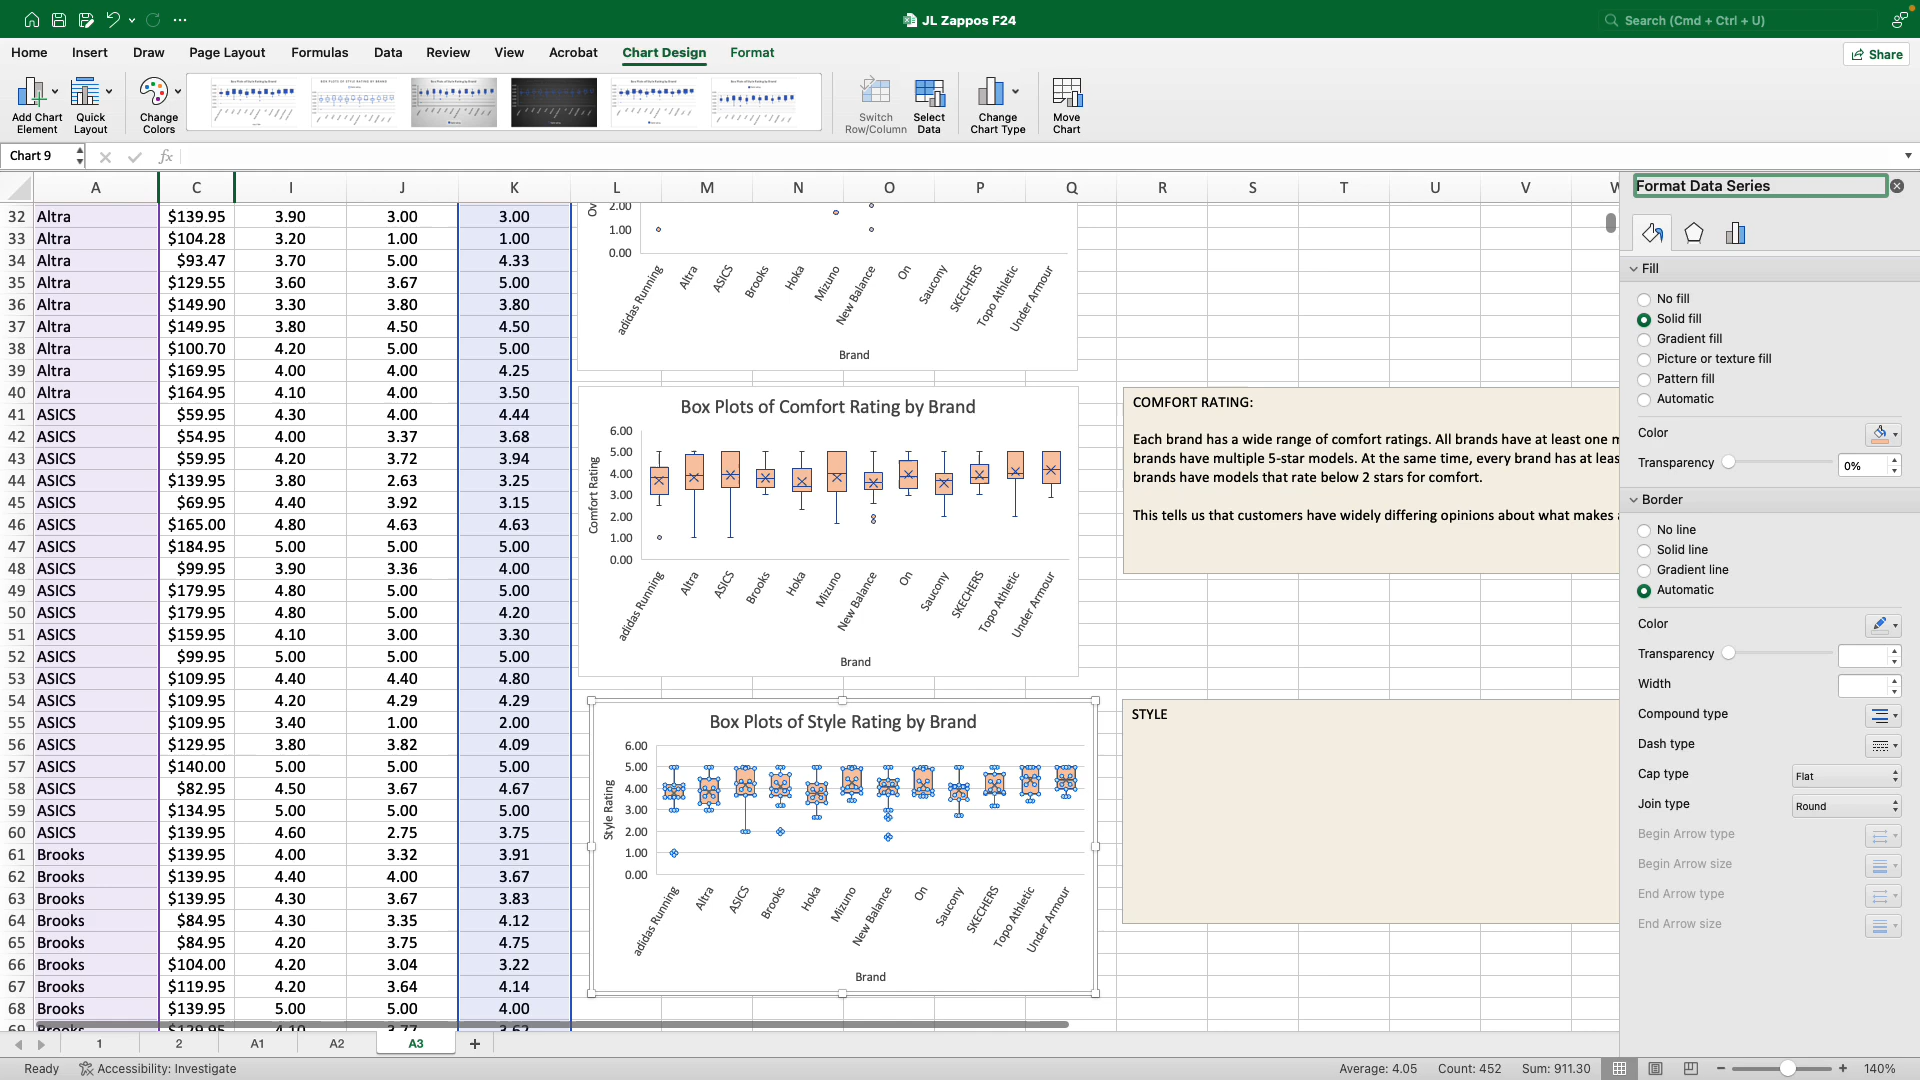 JL Zappos F24
Search (Cmd + Ctrl + U)
Home Insert Draw Page Layout Formulas Data Review View Acrobat Chart Design Format
Share
Add Chart Element
Quick Layout
Change Colors
Switch Row/Column
Select Data
Change Chart Type
Move Chart
Chart 9
fx
A C I J K L M N O P Q R S T U V W
32 Altra $139.95 3.90 3.00 3.00
33 Altra $104.28 3.20 1.00 1.00
34 Altra $93.47 3.70 5.00 4.33
35 Altra $129.55 3.60 3.67 5.00
36 Altra $149.90 3.30 3.80 3.80
37 Altra $149.95 3.80 4.50 4.50
38 Altra $100.70 4.20 5.00 5.00
39 Altra $169.95 4.00 4.00 4.25
40 Altra $164.95 4.10 4.00 3.50
41 ASICS $59.95 4.30 4.00 4.44
42 ASICS $54.95 4.00 3.37 3.68
43 ASICS $59.95 4.20 3.72 3.94
44 ASICS $139.95 3.80 2.63 3.25
45 ASICS $69.95 4.40 3.92 3.15
46 ASICS $165.00 4.80 4.63 4.63
47 ASICS $184.95 5.00 5.00 5.00
48 ASICS $99.95 3.90 3.36 4.00
49 ASICS $179.95 4.80 5.00 5.00
50 ASICS $179.95 4.80 5.00 4.20
51 ASICS $159.95 4.10 3.00 3.30
52 ASICS $99.95 5.00 5.00 5.00
53 ASICS $109.95 4.40 4.40 4.80
54 ASICS $109.95 4.20 4.29 4.29
55 ASICS $109.95 3.40 1.00 2.00
56 ASICS $129.95 3.80 3.82 4.09
57 ASICS $140.00 5.00 5.00 5.00
58 ASICS $82.95 4.50 3.67 4.67
59 ASICS $134.95 5.00 5.00 5.00
60 ASICS $139.95 4.60 2.75 3.75
61 Brooks $139.95 4.00 3.32 3.91
62 Brooks $139.95 4.40 4.00 3.67
63 Brooks $139.95 4.30 3.67 3.83
64 Brooks $84.95 4.30 3.35 4.12
65 Brooks $84.95 4.20 3.75 4.75
66 Brooks $104.00 4.20 3.04 3.22
67 Brooks $119.95 4.20 3.64 4.14
68 Brooks $139.95 5.00 5.00 4.00
69 Brooks $129.95 4.10 3.77 3.62
Ov
2.00
1.00
0.00
adidas Running Altra ASICS Brooks Hoka Mizuno New Balance On Saucony SKECHERS Topo Athletic Under Armour
Brand
Box Plots of Comfort Rating by Brand
Comfort Rating
6.00
5.00
4.00
3.00
2.00
1.00
0.00
adidas Running Altra ASICS Brooks Hoka Mizuno New Balance On Saucony SKECHERS Topo Athletic Under Armour
Brand
Box Plots of Style Rating by Brand
Style Rating
6.00
5.00
4.00
3.00
2.00
1.00
0.00
adidas Running Altra ASICS Brooks Hoka Mizuno New Balance On Saucony SKECHERS Topo Athletic Under Armour
Brand
COMFORT RATING:
Each brand has a wide range of comfort ratings. All brands have at least one
brands have multiple 5-star models. At the same time, every brand has at leas
brands have models that rate below 2 stars for comfort.
This tells us that customers have widely differing opinions about what makes
STYLE
Format Data Series
Fill
No fill
Solid fill
Gradient fill
Picture or texture fill
Pattern fill
Automatic
Color
Transparency 0%
Border
No line
Solid line
Gradient line
Automatic
Color
Transparency
Width
Compound type
Dash type
Cap type Flat
Join type Round
Begin Arrow type
Begin Arrow size
End Arrow type
End Arrow size
1 2 A1 A2 A3 +
Ready Accessibility: Investigate Average: 4.05 Count: 452 Sum: 911.30 140%